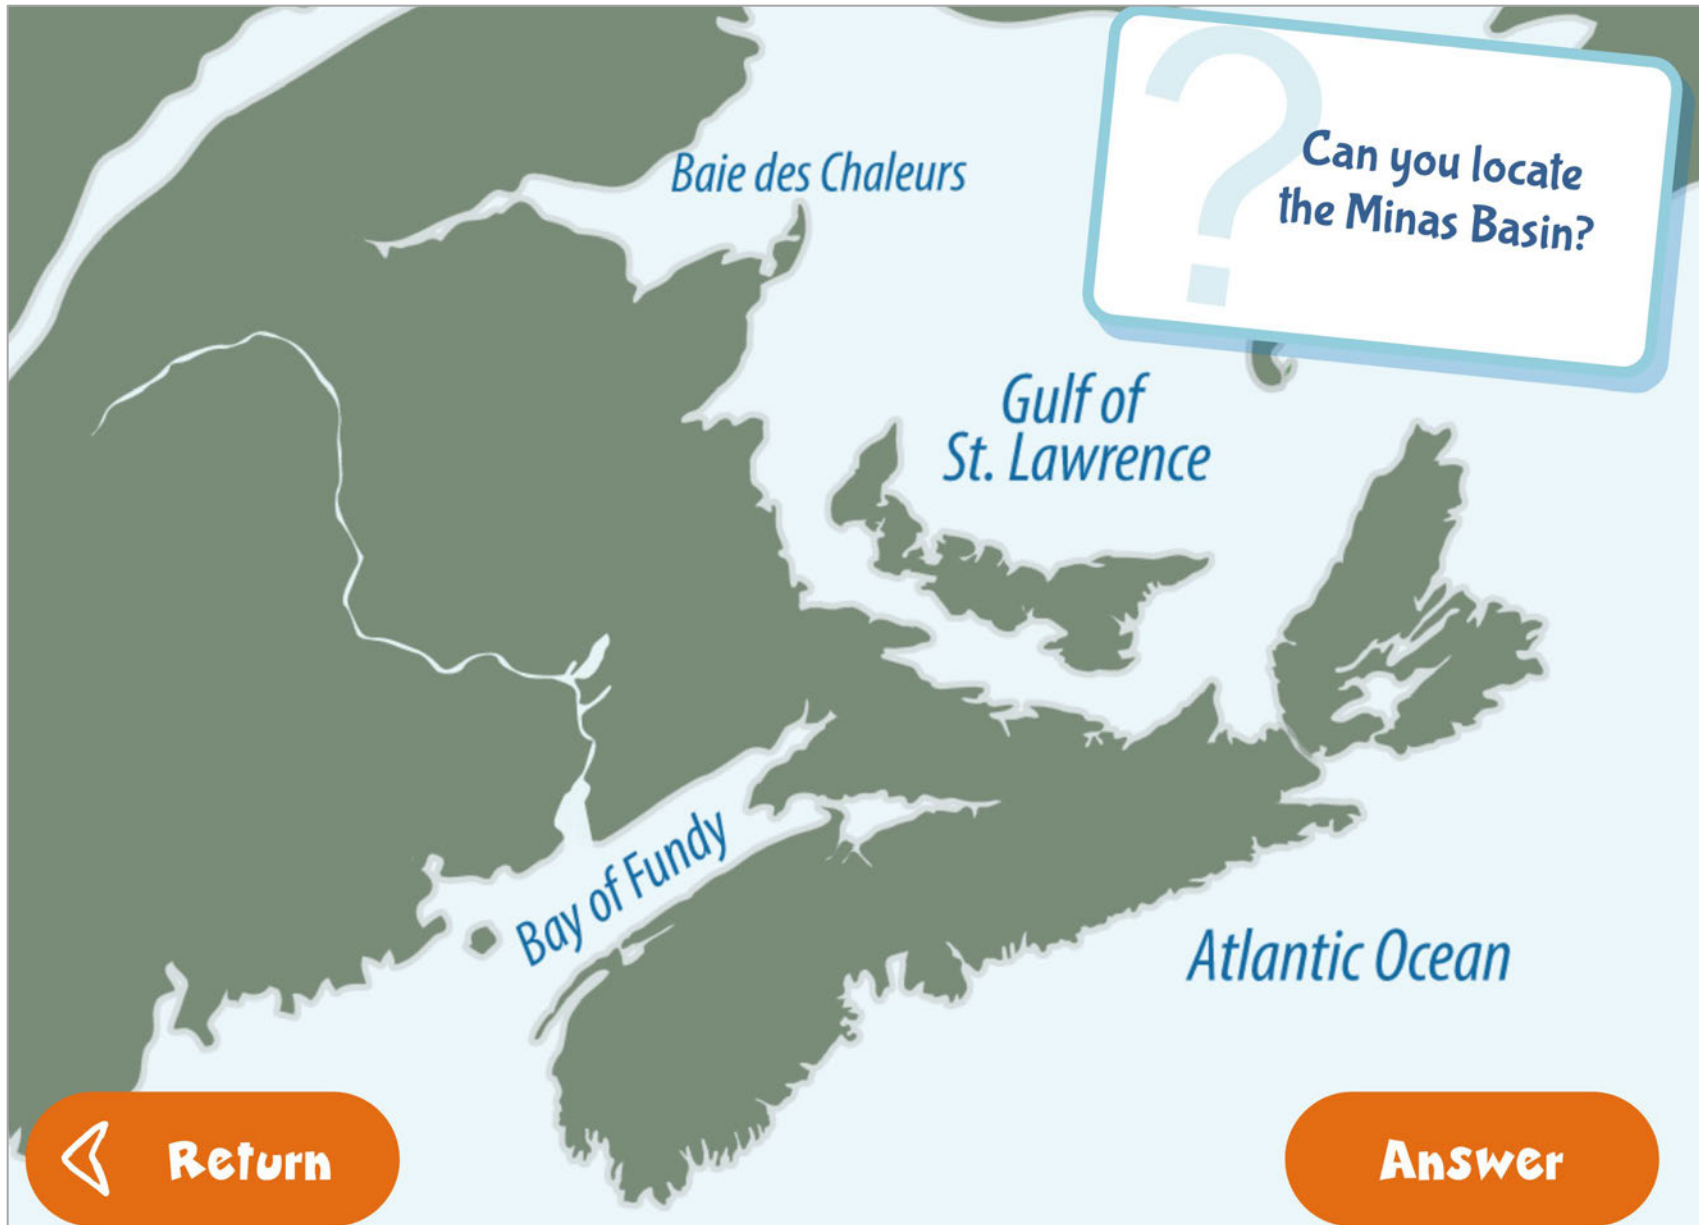 ?
Can you locate
the Minas Basin?
Baie des Chaleurs
Gulf of
St. Lawrence
Bay of Fundy
Atlantic Ocean
Return
Answer